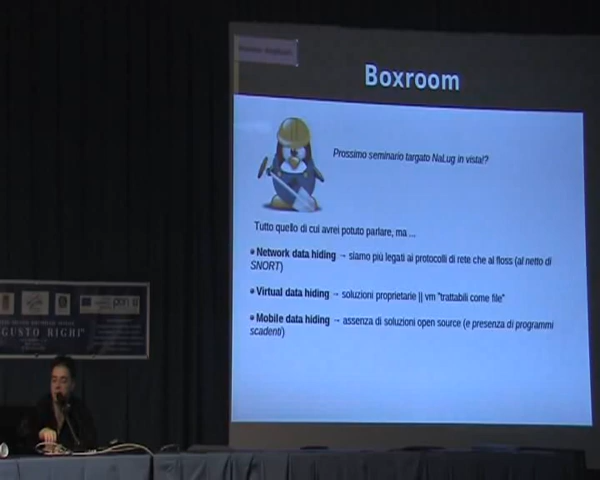 Boxroom
Prossimo seminario targato NaLug in vista!?
Tutto quello di cui avrei potuto parlare, ma ...
Network data hiding → siamo più legati ai protocolli di rete che al floss (al netto di
SNORT)
Virtual data hiding → soluzioni proprietarie || vm "trattabili come file"
Mobile data hiding → assenza di soluzioni open source (e presenza di programmi
scadenti)
GUSTO RIGHI"